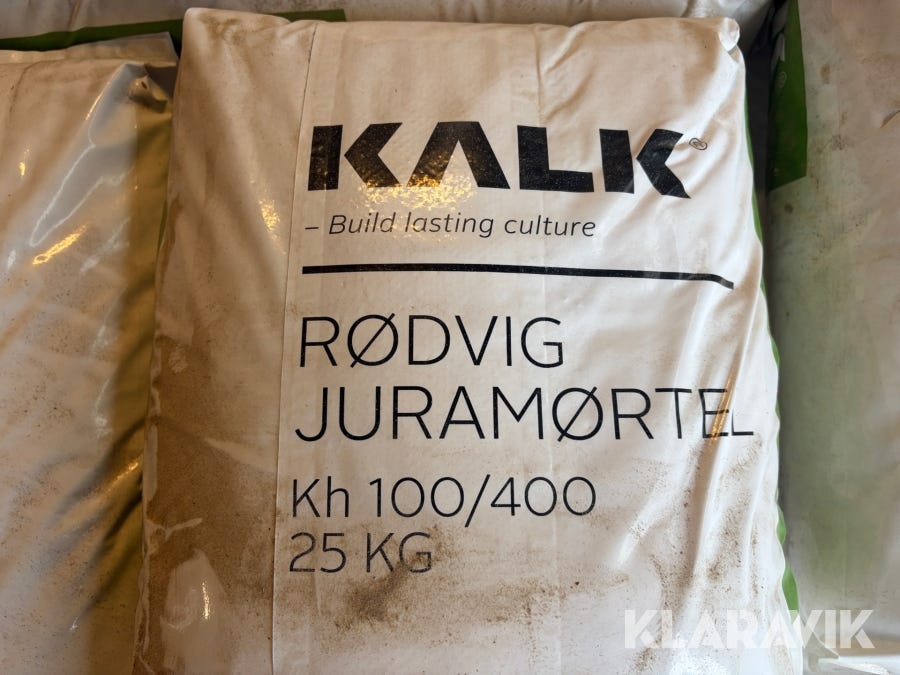 KALK®
– Build lasting culture
RØDVIG
JURAMØRTEL
Kh 100/400
25 KG
KLARAVIK